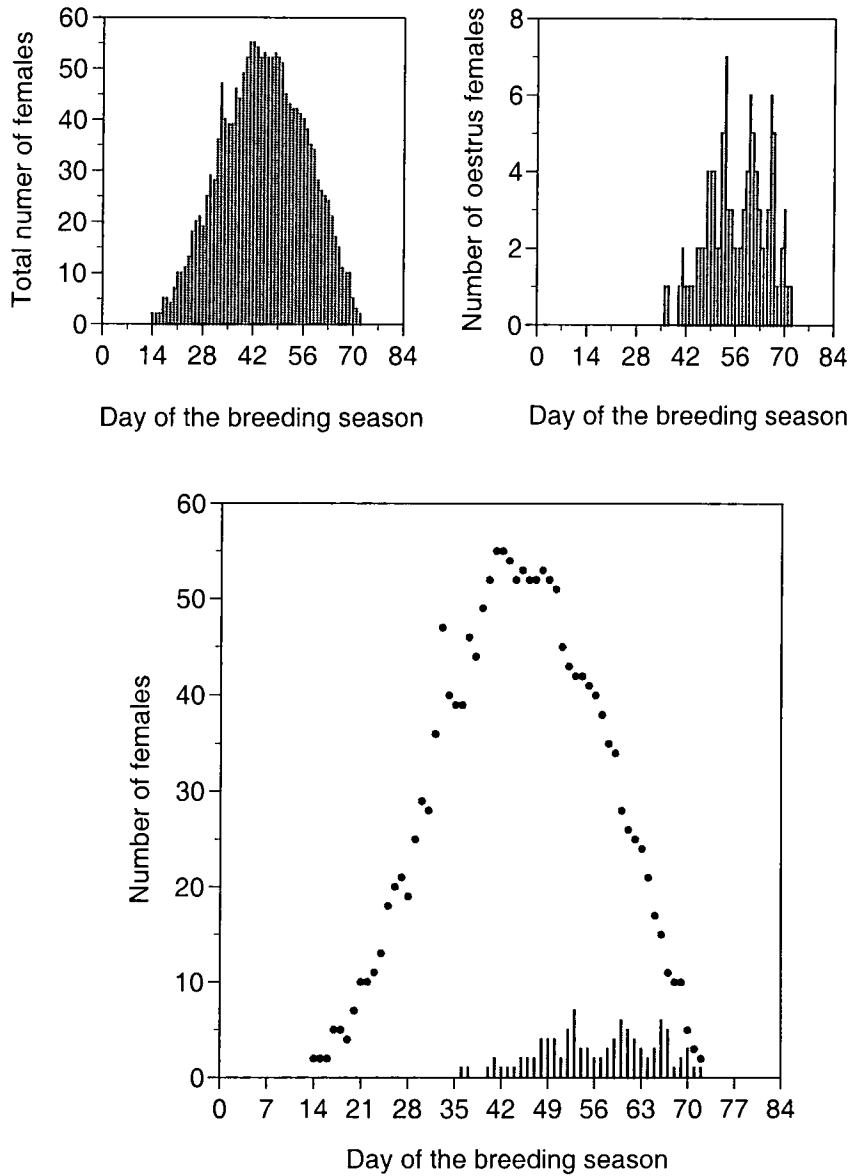 Total numer of females
60
50
40
30
20
10
0
0 14 28 42 56 70 84
Day of the breeding season
Number of oestrus females
8
6
4
2
0
0 14 28 42 56 70 84
Day of the breeding season
Number of females
60
50
40
30
20
10
0
0 7 14 21 28 35 42 49 56 63 70 77 84
Day of the breeding season